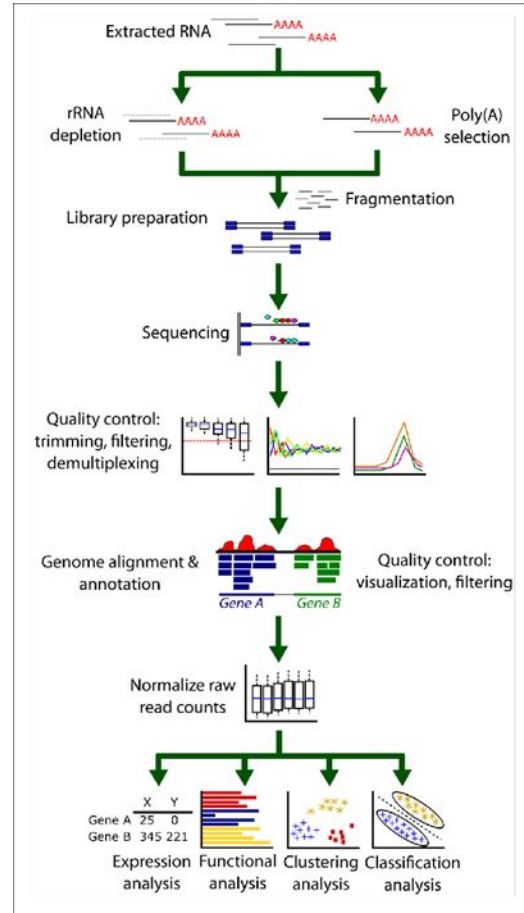 Extracted RNA
AAAA
AAAA
rRNA
depletion
AAAA
AAAA
AAAA
AAAA
Poly(A)
selection
Fragmentation
Library preparation
Sequencing
Quality control:
trimming, filtering,
demultiplexing
Genome alignment &
annotation
Gene A
Gene B
Quality control:
visualization, filtering
Normalize raw
read counts
X Y
Gene A 25 0
Gene B 345 221
Expression
analysis
Functional
analysis
Clustering
analysis
Classification
analysis